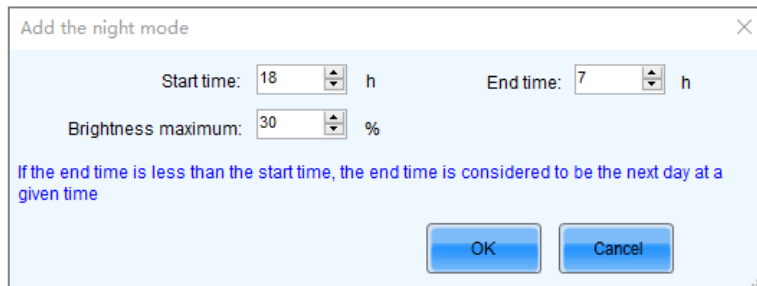 Add the night mode
Start time: 18 h End time: 7 h
Brightness maximum: 30 %
If the end time is less than the start time, the end time is considered to be the next day at a
given time
OK Cancel